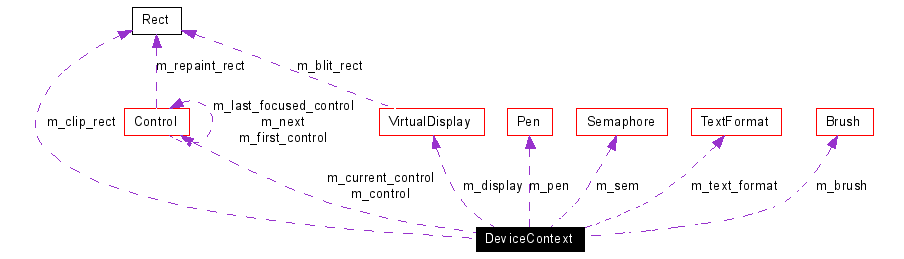 Rect
m_repaint_rect
m_blit_rect
m_clip_rect
Control
m_last_focused_control
m_next
m_first_control
VirtualDisplay
Pen
Semaphore
TextFormat
Brush
m_current_control
m_control
m_display
m_pen
m_sem
m_text_format
m_brush
DeviceContext